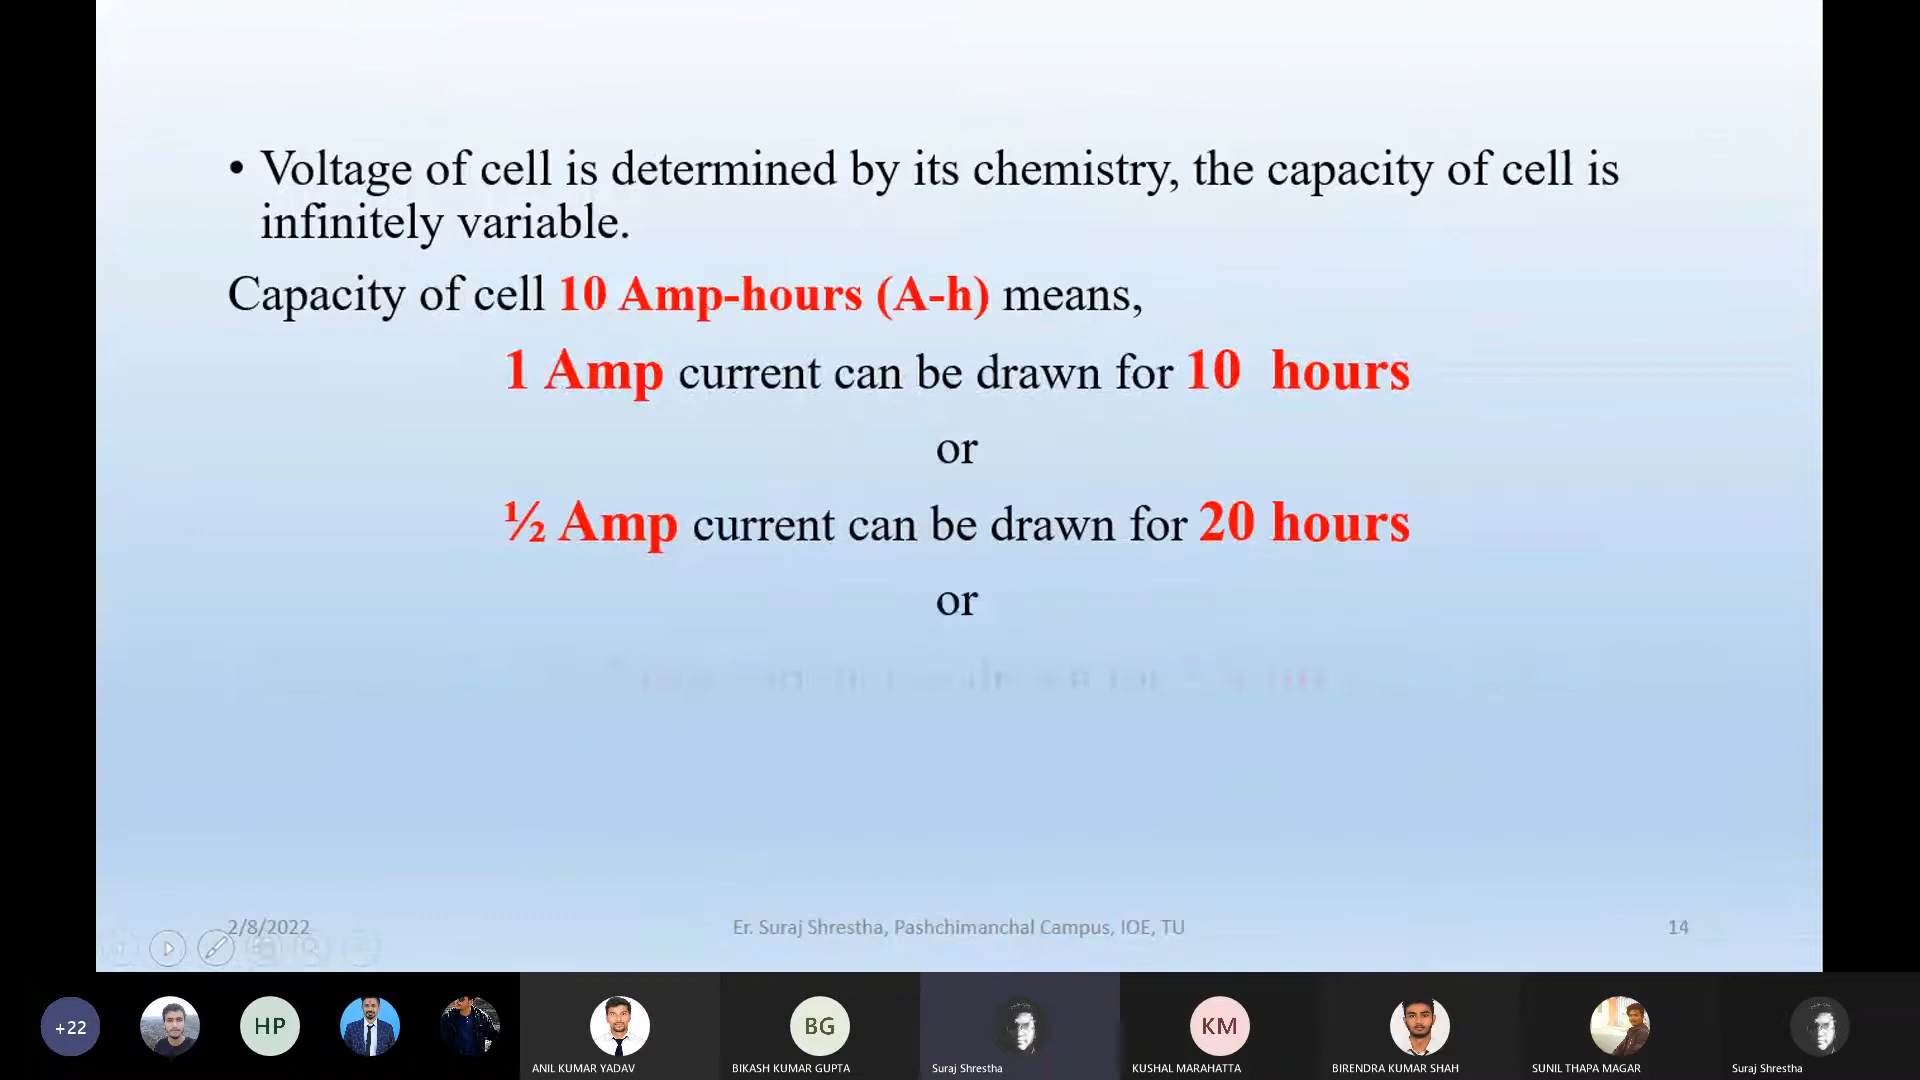 • Voltage of cell is determined by its chemistry, the capacity of cell is
infinitely variable.
Capacity of cell 10 Amp-hours (A-h) means,
1 Amp current can be drawn for 10 hours
or
½ Amp current can be drawn for 20 hours
or
2/8/2022
Er. Suraj Shrestha, Pashchimanchal Campus, IOE, TU
14
+22
HP
BG
KM
ANIL KUMAR YADAV
BIKASH KUMAR GUPTA
Suraj Shrestha
KUSHAL MARAHATTA
BIRENDRA KUMAR SHAH
SUNIL THAPA MAGAR
Suraj Shrestha